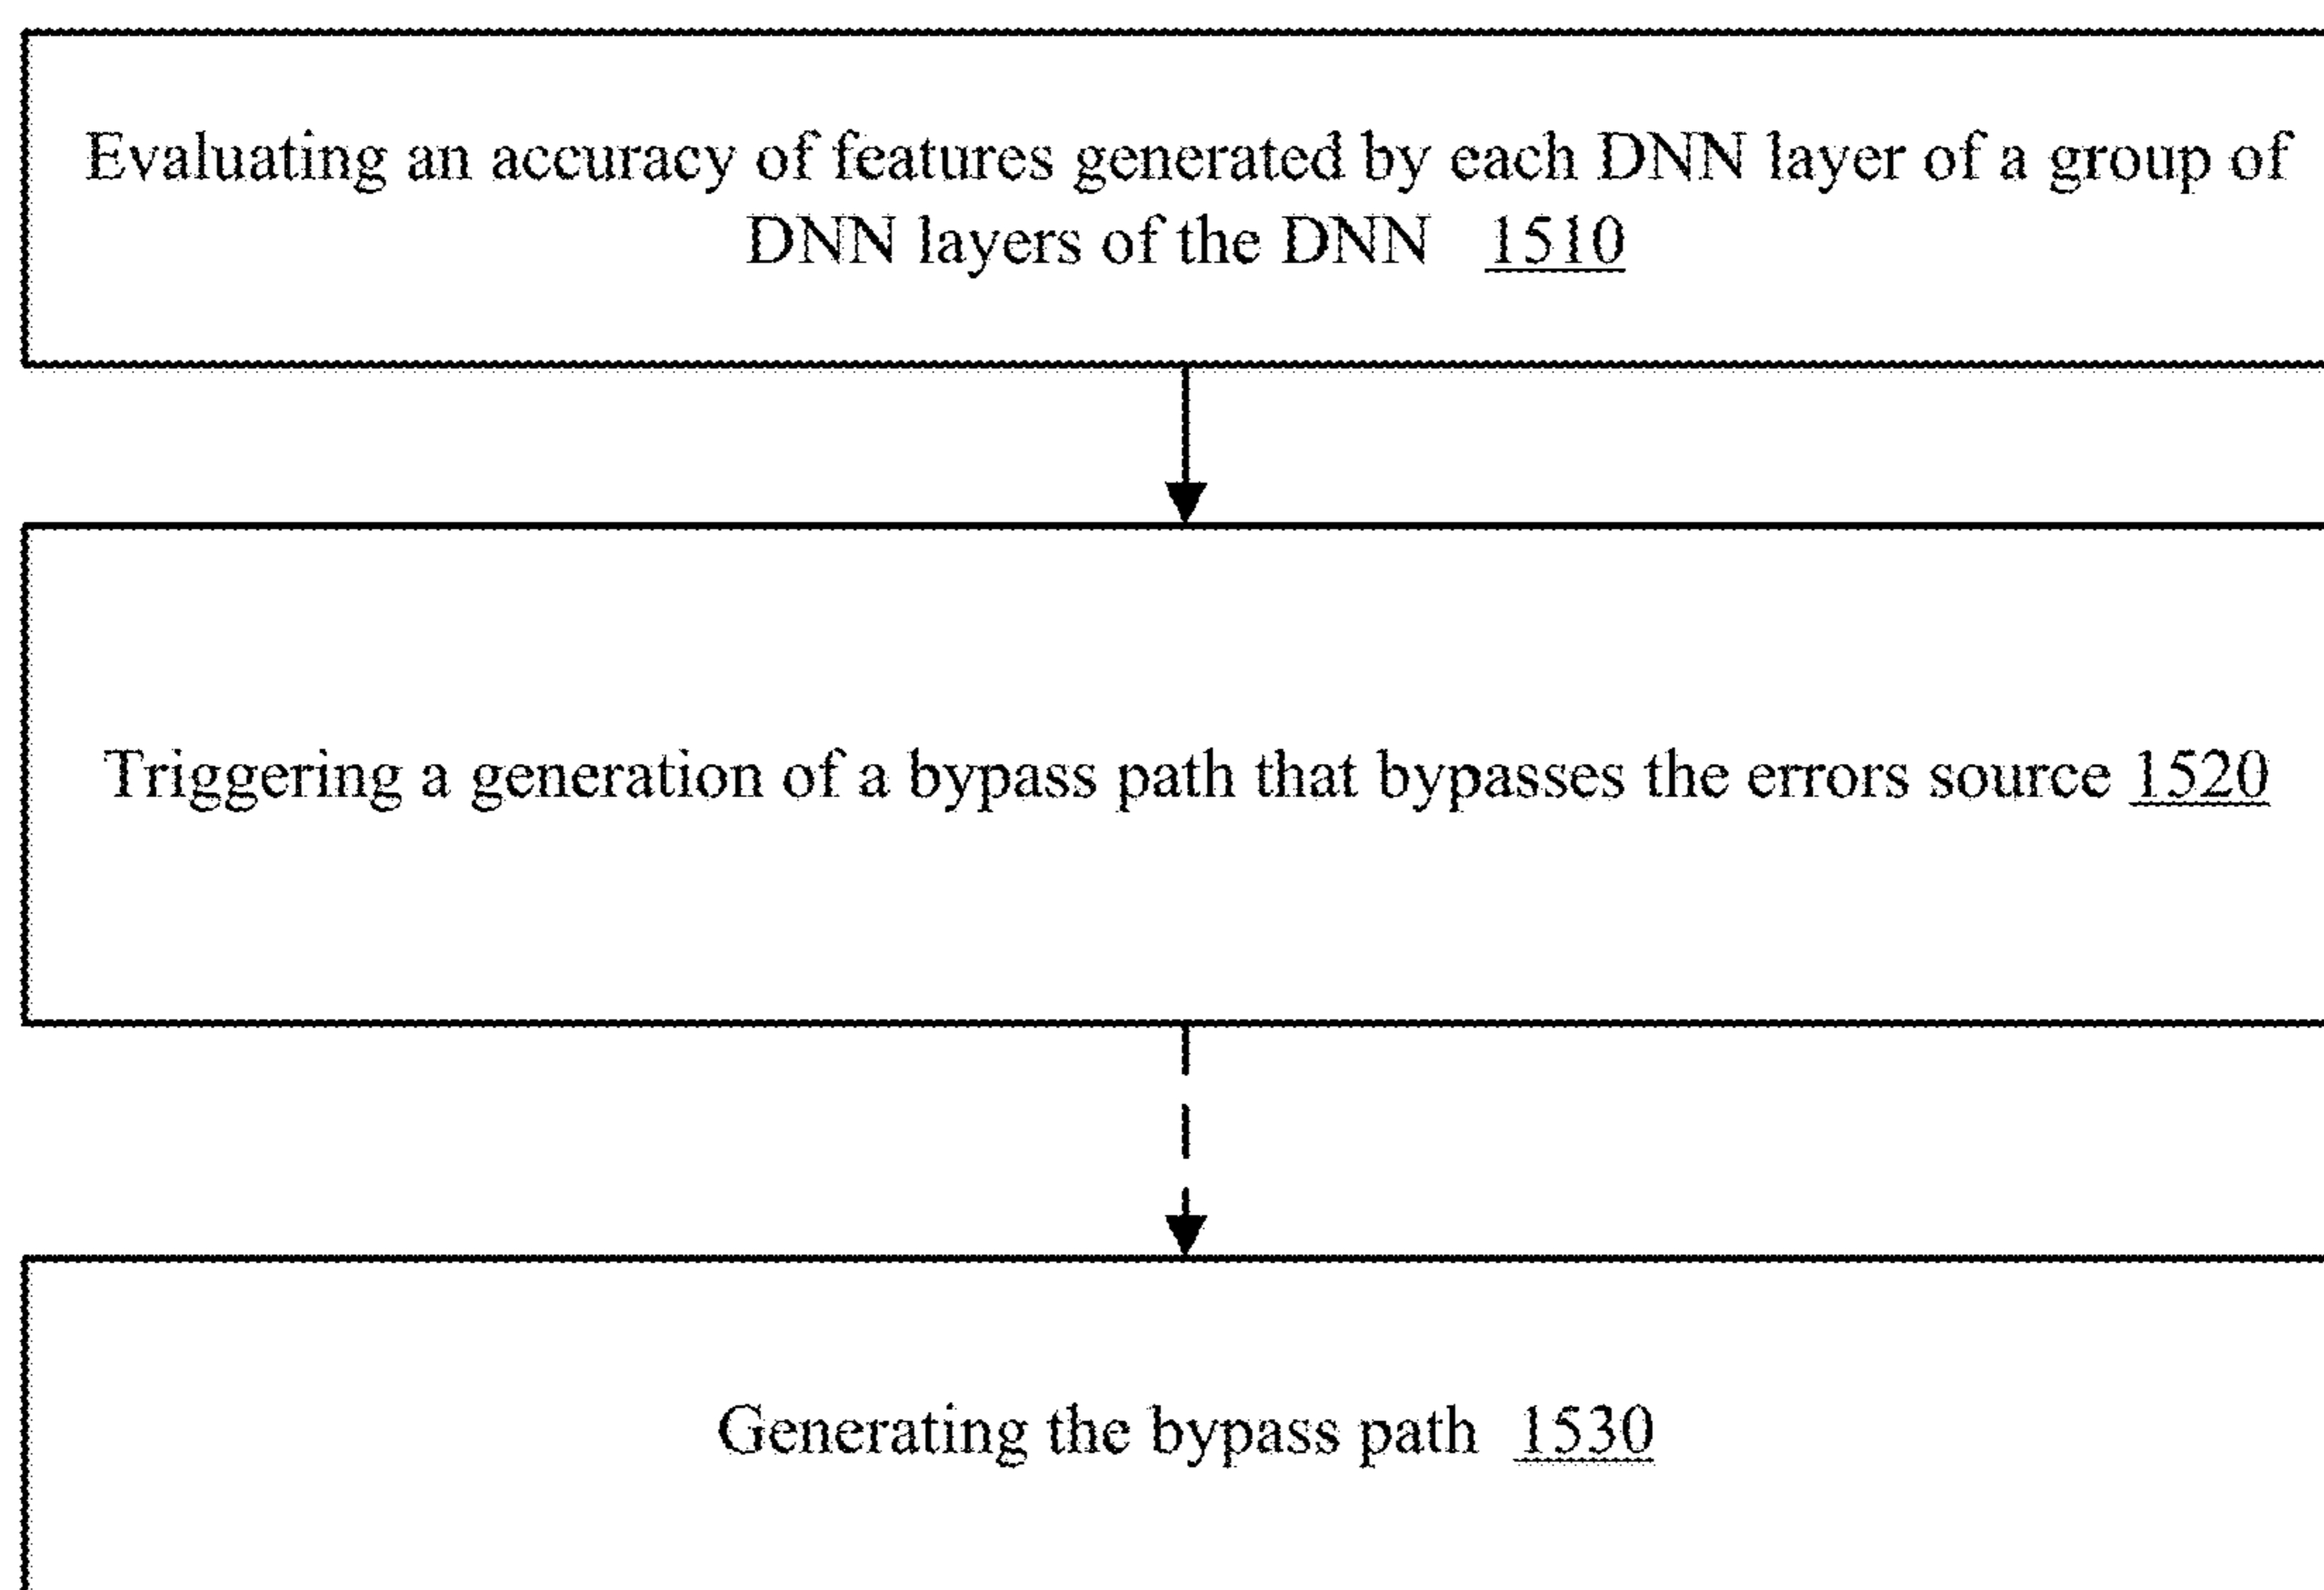 Evaluating an accuracy of features generated by each DNN layer of a group of
DNN layers of the DNN 1510
Triggering a generation of a bypass path that bypasses the errors source 1520
Generating the bypass path 1530